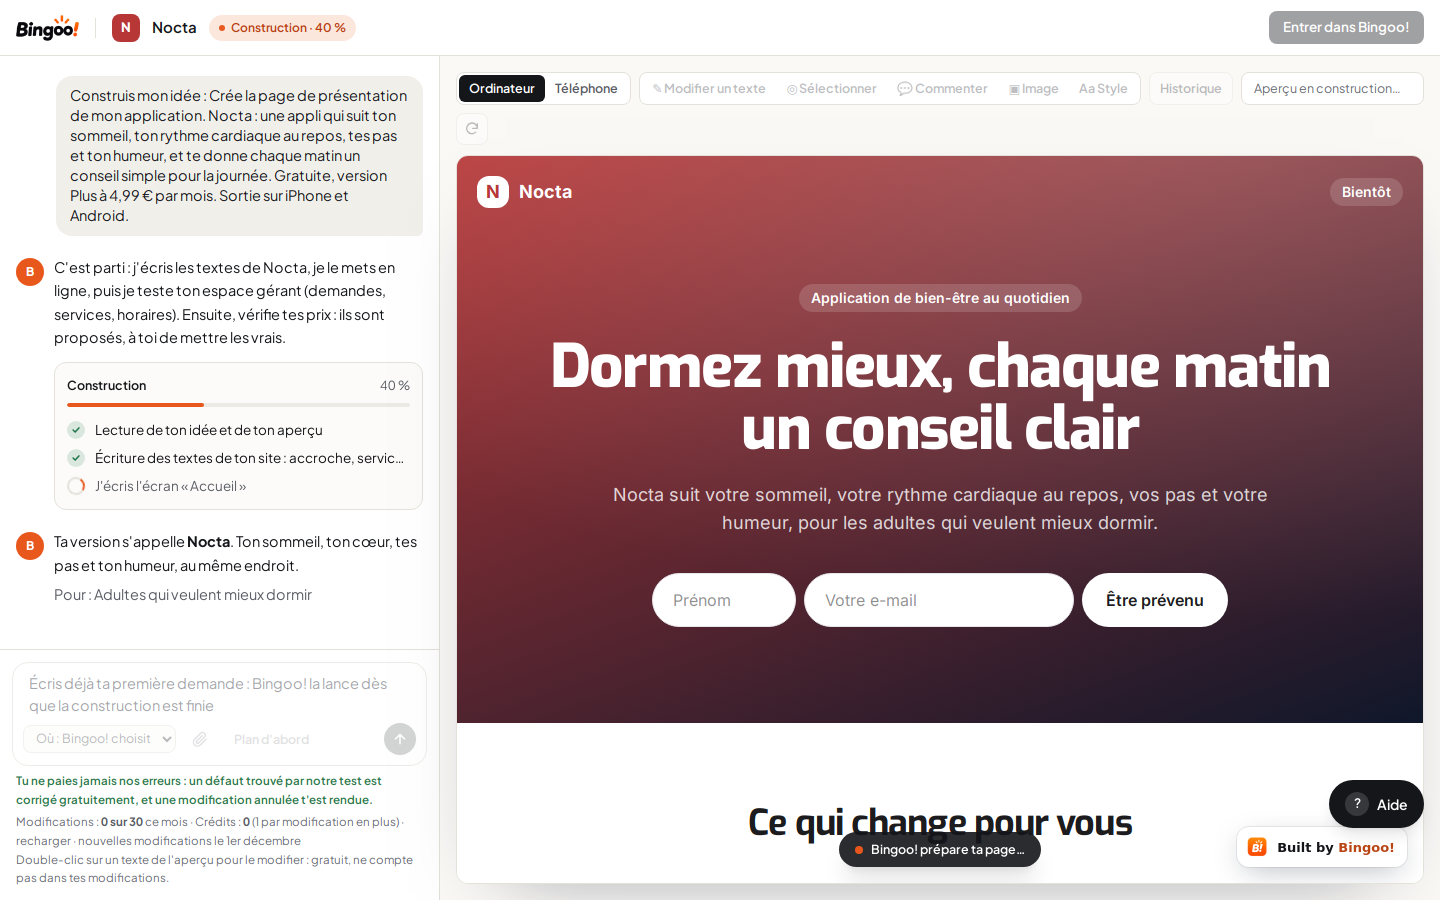 Bingoo!
N
Nocta
Construction · 40 %
Entrer dans Bingoo!
Construis mon idée : Crée la page de présentation
de mon application. Nocta : une appli qui suit ton
sommeil, ton rythme cardiaque au repos, tes pas
et ton humeur, et te donne chaque matin un
conseil simple pour la journée. Gratuite, version
Plus à 4,99 € par mois. Sortie sur iPhone et
Android.
B
C'est parti : j'écris les textes de Nocta, je le mets en
ligne, puis je teste ton espace gérant (demandes,
services, horaires). Ensuite, vérifie tes prix : ils sont
proposés, à toi de mettre les vrais.
Construction
40 %
Lecture de ton idée et de ton aperçu
Écriture des textes de ton site : accroche, servic…
J'écris l'écran « Accueil »
B
Ta version s'appelle Nocta. Ton sommeil, ton cœur, tes
pas et ton humeur, au même endroit.
Pour : Adultes qui veulent mieux dormir
Écris déjà ta première demande : Bingoo! la lance dès
que la construction est finie
Où : Bingoo! choisit
Plan d'abord
Tu ne paies jamais nos erreurs : un défaut trouvé par notre test est
corrigé gratuitement, et une modification annulée t'est rendue.
Modifications : 0 sur 30 ce mois · Crédits : 0 (1 par modification en plus) ·
recharger · nouvelles modifications le 1er décembre
Double-clic sur un texte de l'aperçu pour le modifier : gratuit, ne compte
pas dans tes modifications.
Ordinateur
Téléphone
Modifier un texte
Sélectionner
Commenter
Image
Aa Style
Historique
Aperçu en construction…
N
Nocta
Bientôt
Application de bien-être au quotidien
Dormez mieux, chaque matin
un conseil clair
Nocta suit votre sommeil, votre rythme cardiaque au repos, vos pas et votre
humeur, pour les adultes qui veulent mieux dormir.
Prénom
Votre e-mail
Être prévenu
Ce qui change pour vous
Bingoo! prépare ta page…
? Aide
B! Built by Bingoo!